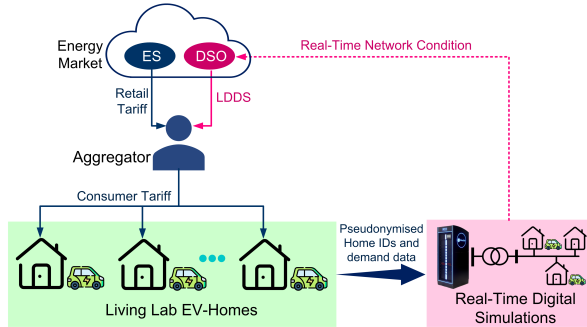 Energy
Market
ES
DSO
Real-Time Network Condition
Retail
Tariff
LDDS
Aggregator
Consumer Tariff
Pseudonymised
Home IDs and
demand data
Living Lab EV-Homes
Real-Time Digital
Simulations